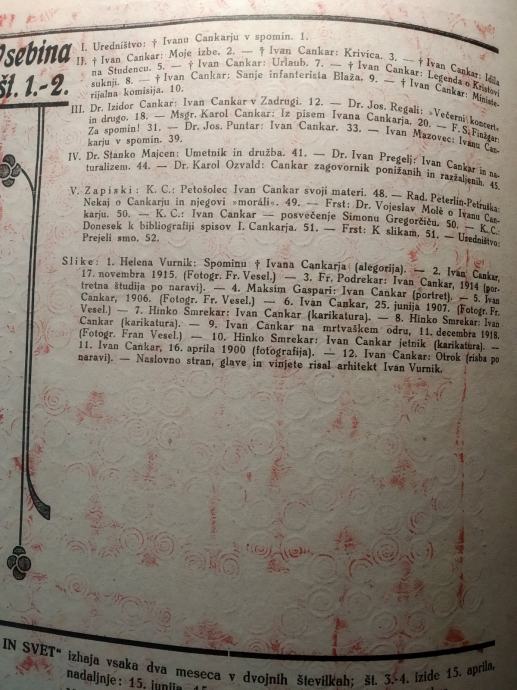 Vsebina
št. 1.-2.
I. Uredništvo: † Ivanu Cankarju v spomin. 1.
II. † Ivan Cankar: Moje izbe. 2. — † Ivan Cankar: Krivica. 3. — † Ivan Cankar: Idila
na Studencu. 5. — † Ivan Cankar: Urlaub. 7. — † Ivan Cankar: Legenda o Kristovi
suknji. 8. — † Ivan Cankar: Sanje infanterista Blaža. 9. — † Ivan Cankar: Ministe-
rijalna komisija. 10.
III. Dr. Izidor Cankar: Ivan Cankar v Zadrugi. 12. — Dr. Jos. Regali: »Večerni koncert«
in drugo. 18. — Msgr. Karol Cankar: Iz pisem Ivana Cankarja. 20. — F. S. Finžgar:
Za spomin! 31. — Dr. Jos. Puntar: Ivan Cankar. 33. — Ivan Mazovec: Ivanu Can-
karju v spomin. 39.
IV. Dr. Stanko Majcen: Umetnik in družba. 41. — Dr. Ivan Pregelj: Ivan Cankar in na-
turalizem. 44. — Dr. Karol Ozvald: Cankar zagovornik ponižanih in razžaljenih. 45.
V. Zapiski: K. C.: Petošolec Ivan Cankar svoji materi. 48. — Rad. Peterlin-Petruška:
Nekaj o Cankarju in njegovi »moráli«. 49. — Frst: Dr. Vojeslav Molè o Ivanu Can-
karju. 50. — K. C.: Ivan Cankar — posvečenje Simonu Gregorčiču. 50. — K. C.:
Donesek k bibliografiji spisov I. Cankarja. 51. — Frst: K slikam. 51. — Uredništvo:
Prejeli smo. 52.
Slike: 1. Helena Vurnik: Spominu † Ivana Cankarja (alegorija). — 2. Ivan Cankar,
17. novembra 1915. (Fotogr. Fr. Vesel.) — 3. Fr. Podrekar: Ivan Cankar, 1914 (por-
tretna študija po naravi). — 4. Maksim Gaspari: Ivan Cankar (portret). — 5. Ivan
Cankar, 1906. (Fotogr. Fr. Vesel.) — 6. Ivan Cankar, 25. junija 1907. (Fotogr. Fr.
Vesel.) — 7. Hinko Smrekar: Ivan Cankar (karikatura). — 8. Hinko Smrekar: Ivan
Cankar (karikatura). — 9. Ivan Cankar na mrtvaškem odru, 11. decembra 1918.
(Fotogr. Fran Vesel.) — 10. Hinko Smrekar: Cankar jetnik (karikatura). —
11. Ivan Cankar, 16. aprila 1900 (fotografija). — 12. Ivan Cankar: Otrok (risba po
naravi). — Naslovno stran, glave in vinjete risal arhitekt Ivan Vurnik.
IN SVET“ izhaja vsaka dva meseca v dvojnih številkah; št. 3.-4. izide 15. aprila,
nadaljnje: 15. junija,